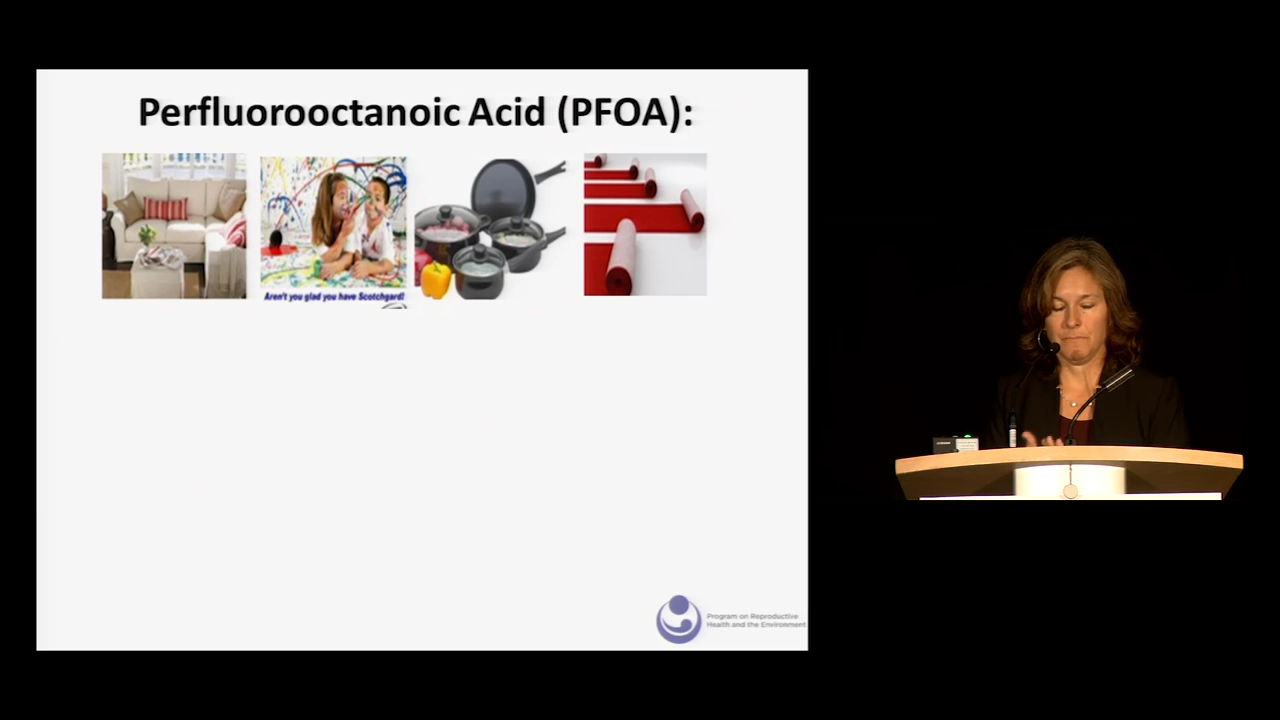 Perfluorooctanoic Acid (PFOA):
Aren't you glad you have Scotchgard!
Program on Reproductive
Health and the Environment